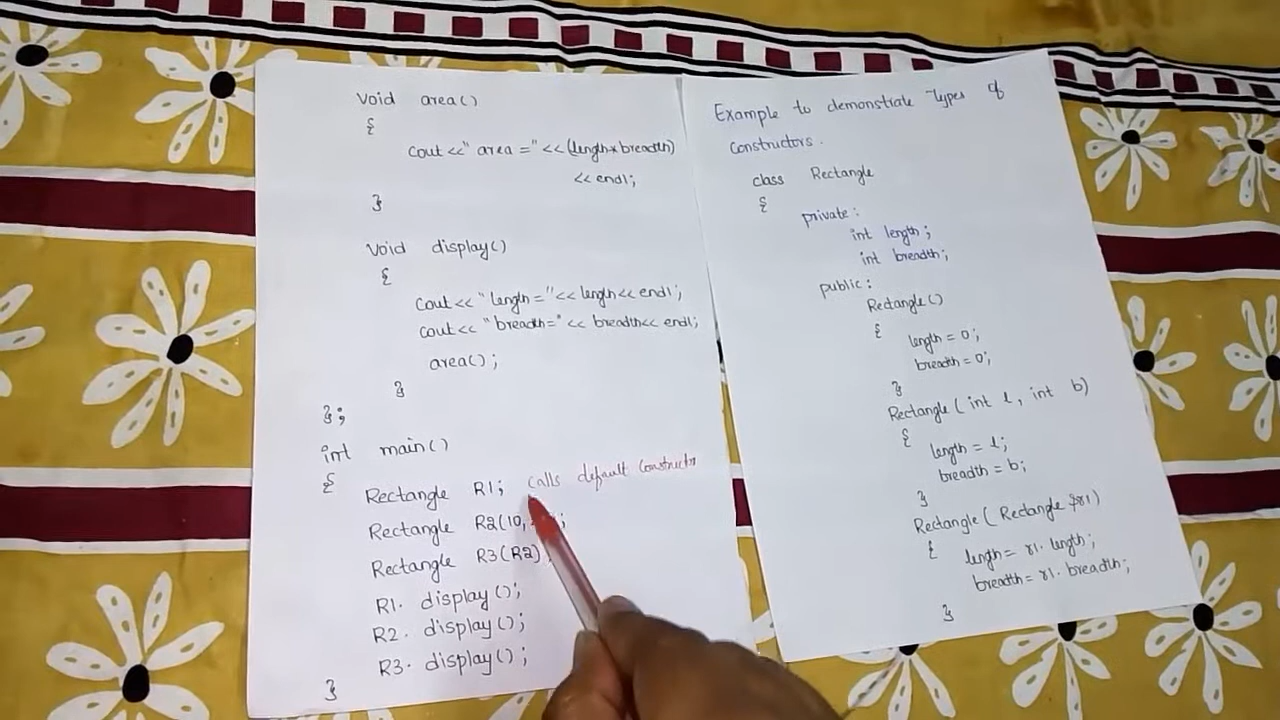 Example to demonstrate Types of
constructors.
class Rectangle
{
private:
int length;
int breadth;
public:
Rectangle()
{
length = 0;
breadth = 0;
}
Rectangle(int l, int b)
{
length = l;
breadth = b;
}
Rectangle(Rectangle &r1)
{
length = r1.length;
breadth = r1.breadth;
}
Void area()
{
cout <<" area =" <<(length*breadth)
<< endl;
}
Void display()
{
cout<< "length="<< length<< endl;
cout<< "breadth=" << breadth<< endl;
area();
}
};
int main()
{
Rectangle R1; calls default constructr
Rectangle R2(10,
Rectangle R3(R2)
R1. display();
R2. display();
R3. display();
}